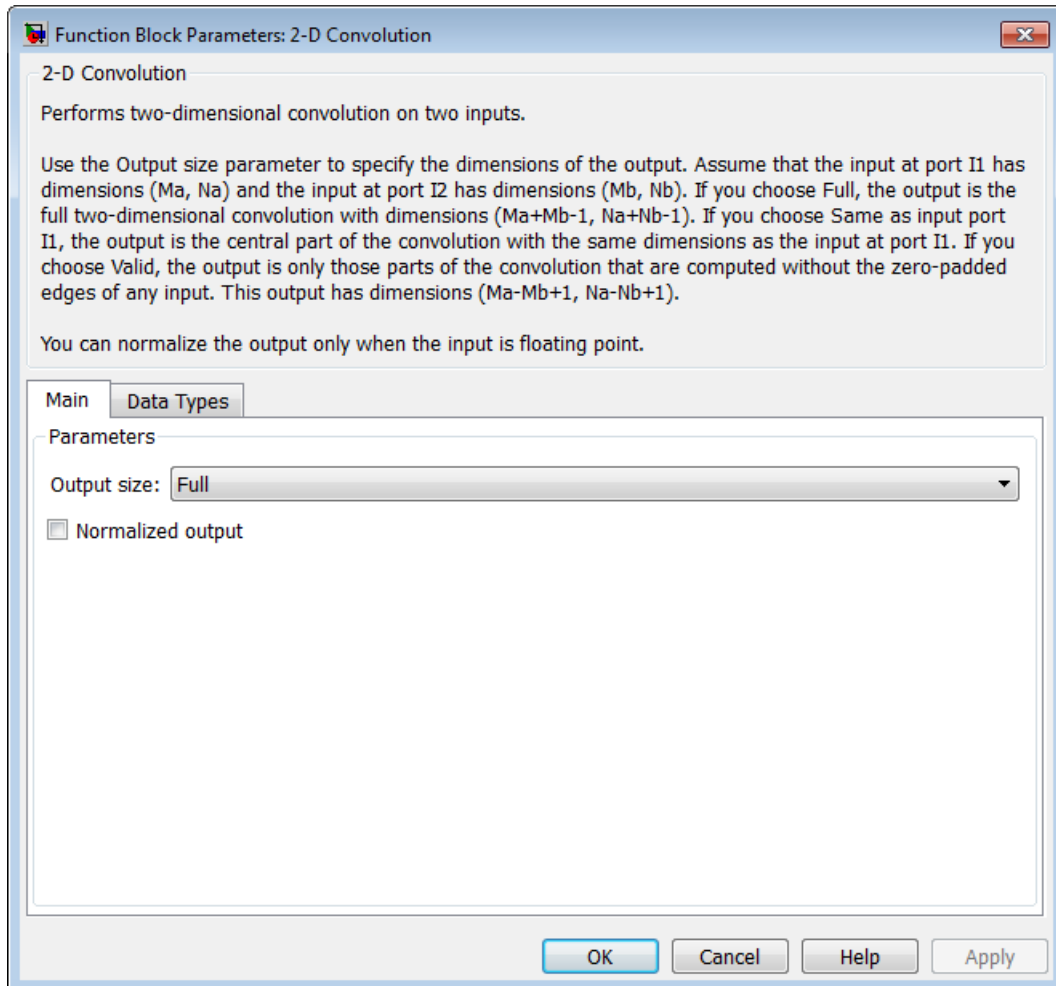 Function Block Parameters: 2-D Convolution
2-D Convolution
Performs two-dimensional convolution on two inputs.
Use the Output size parameter to specify the dimensions of the output. Assume that the input at port I1 has
dimensions (Ma, Na) and the input at port I2 has dimensions (Mb, Nb). If you choose Full, the output is the
full two-dimensional convolution with dimensions (Ma+Mb-1, Na+Nb-1). If you choose Same as input port
I1, the output is the central part of the convolution with the same dimensions as the input at port I1. If you
choose Valid, the output is only those parts of the convolution that are computed without the zero-padded
edges of any input. This output has dimensions (Ma-Mb+1, Na-Nb+1).
You can normalize the output only when the input is floating point.
Main Data Types
Parameters
Output size: Full
Normalized output
OK Cancel Help Apply